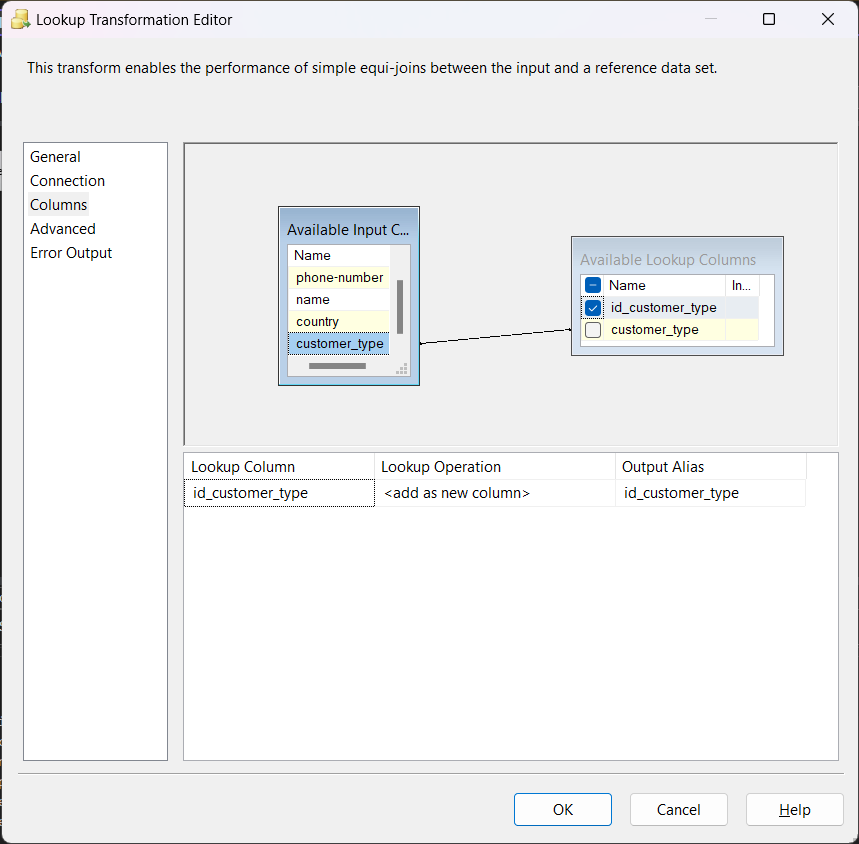 Lookup Transformation Editor
This transform enables the performance of simple equi-joins between the input and a reference data set.
General
Connection
Columns
Advanced
Error Output
Available Input C...
Name
phone-number
name
country
customer_type
Available Lookup Columns
Name In...
id_customer_type
customer_type
Lookup Column Lookup Operation Output Alias
id_customer_type <add as new column> id_customer_type
OK Cancel Help